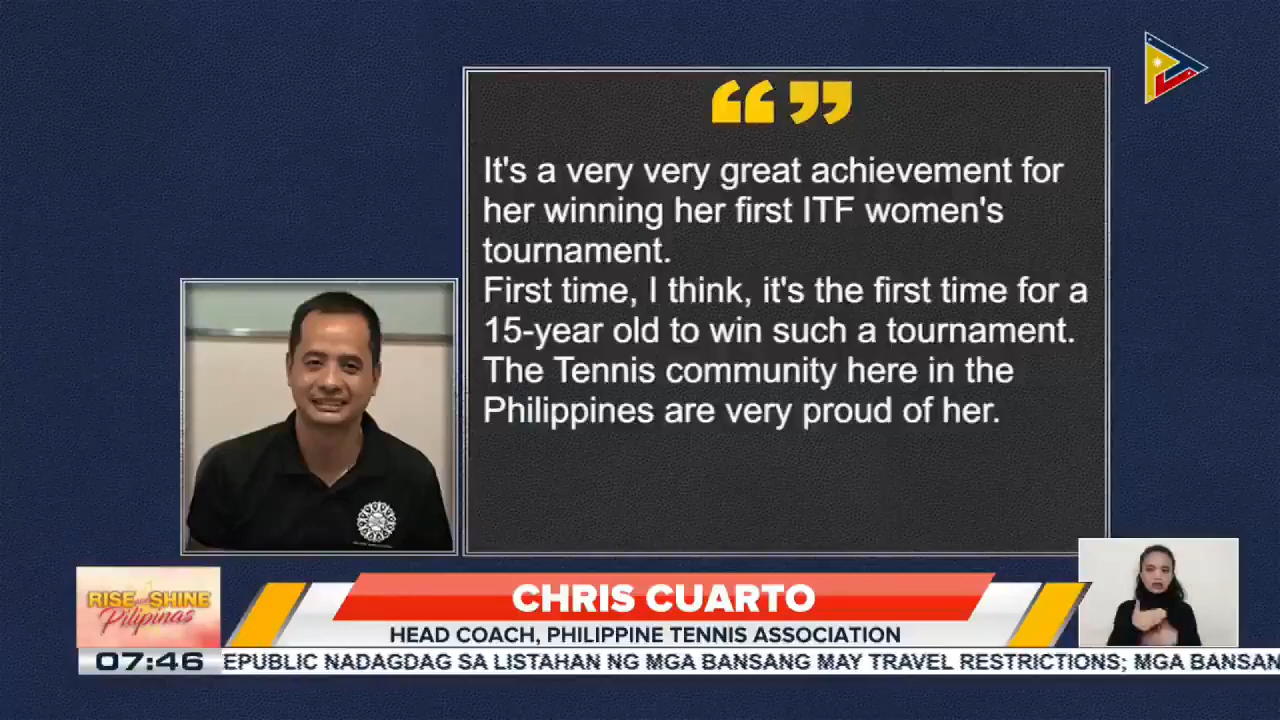 It's a very very great achievement for
her winning her first ITF women's
tournament.
First time, I think, it's the first time for a
15-year old to win such a tournament.
The Tennis community here in the
Philippines are very proud of her.
CHRIS CUARTO
HEAD COACH, PHILIPPINE TENNIS ASSOCIATION
RISE and SHINE
Pilipinas
07:46
EPUBLIC NADAGDAG SA LISTAHAN NG MGA BANSANG MAY TRAVEL RESTRICTIONS; MGA BANSAN